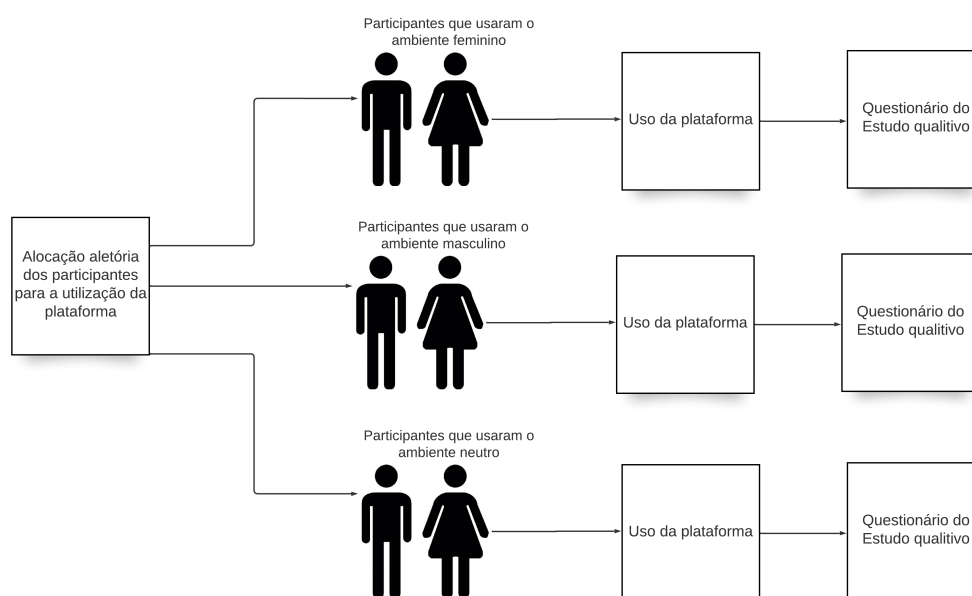 Participantes que usaram o
ambiente feminino
Uso da plataforma
Questionário do
Estudo qualitivo
Alocação aletória
dos participantes
para a utilização da
plataforma
Participantes que usaram o
ambiente masculino
Uso da plataforma
Questionário do
Estudo qualitivo
Participantes que usaram o
ambiente neutro
Uso da plataforma
Questionário do
Estudo qualitivo